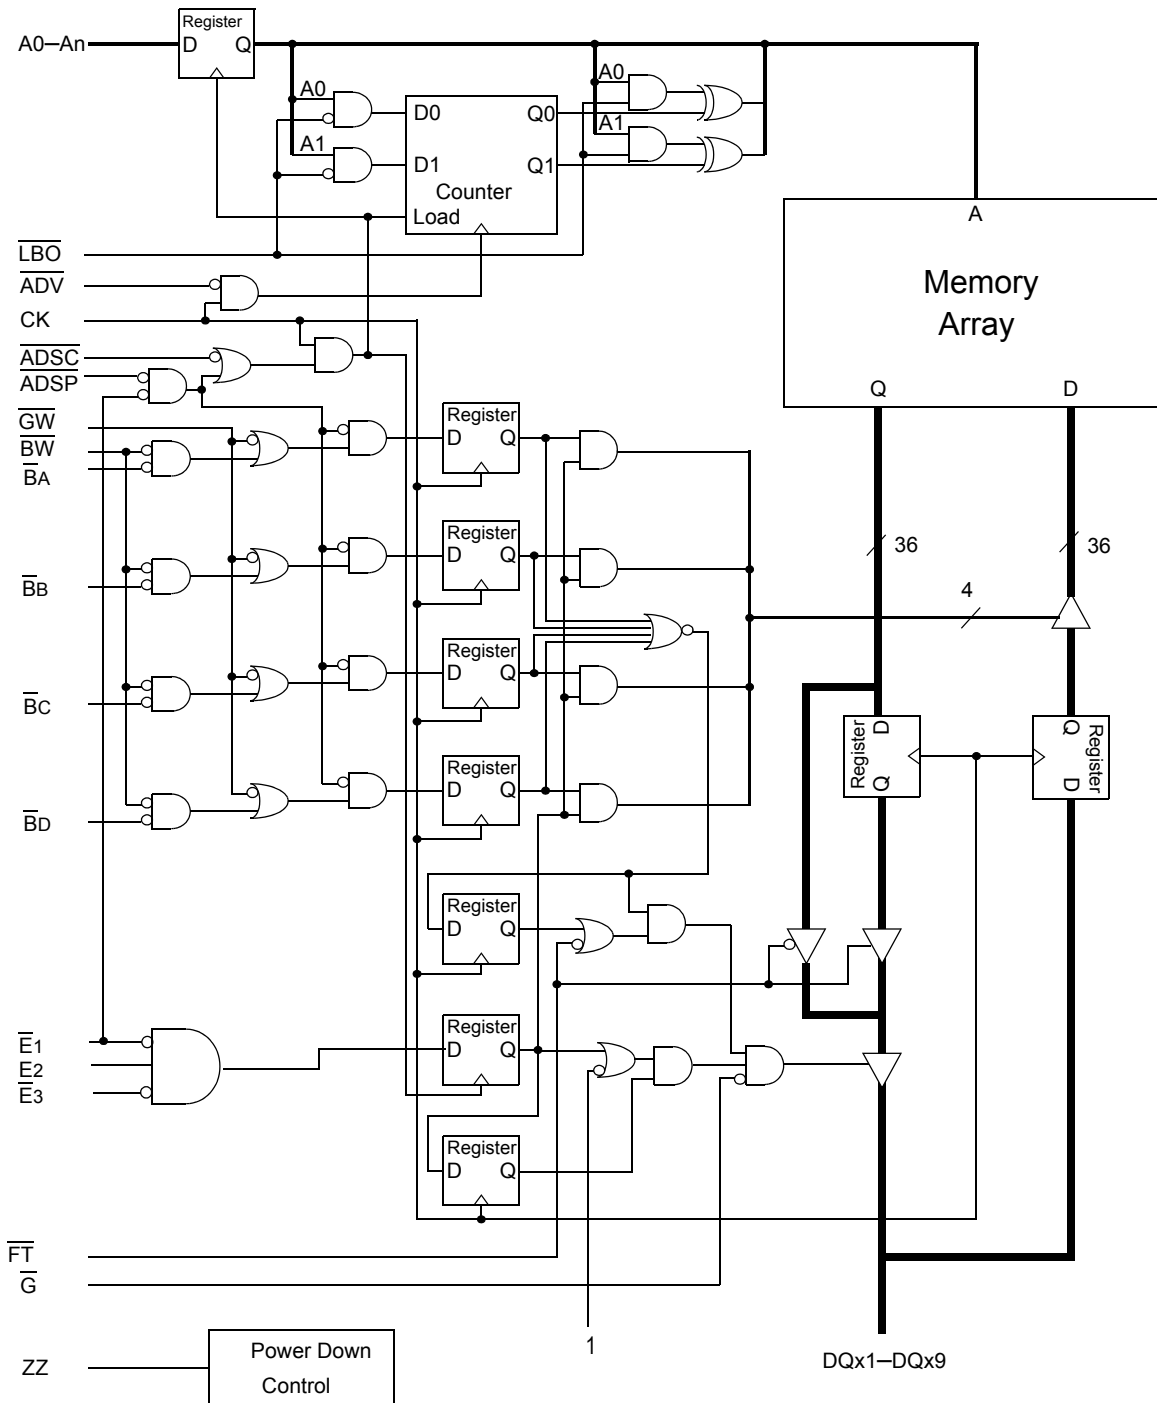 Register
A0–An
D Q
A0
A0
D0 Q0
A1
A1
D1 Q1
Counter
Load
A
LBO
ADV
Memory
CK
Array
ADSC
ADSP
Q D
GW
Register
BW
D Q
BA
Register
D Q
36 36
BB
4
Register
D Q
BC
D Q
Register Register
Register
Q D
D Q
BD
Register
D Q
Register
E1
D Q
E2
E3
Register
D Q
FT
G
1
Power Down
DQx1–DQx9
ZZ
Control